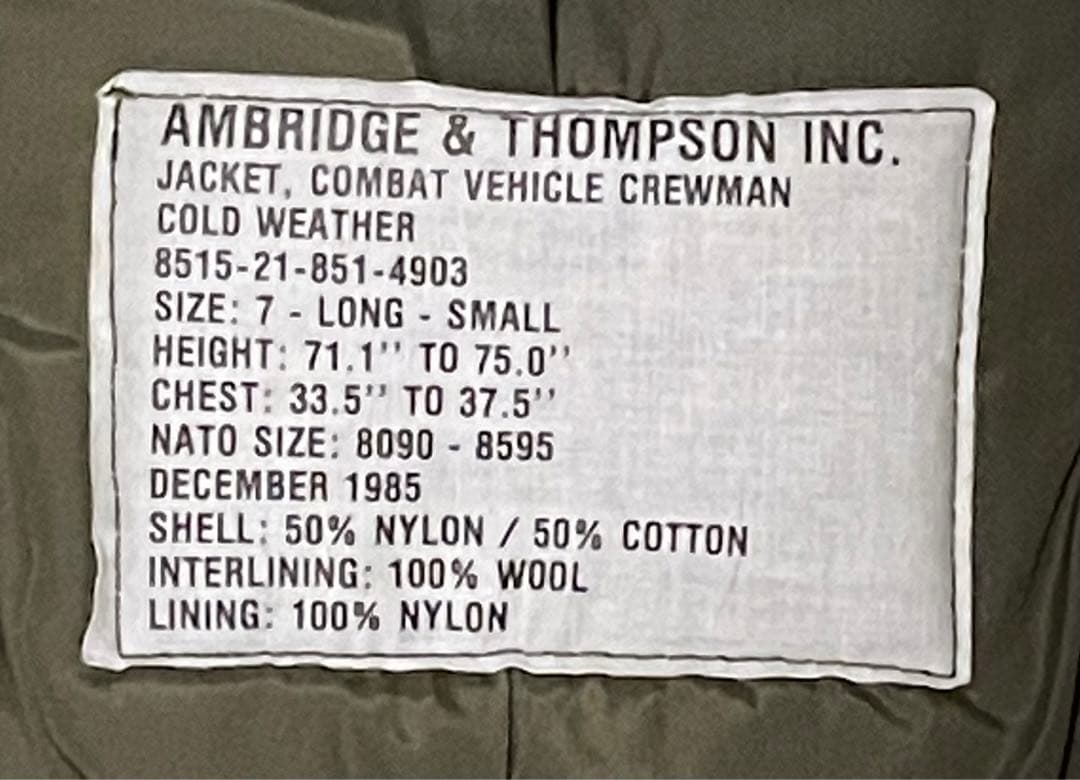 AMBRIDGE & THOMPSON INC.
JACKET, COMBAT VEHICLE CREWMAN
COLD WEATHER
8515-21-851-4903
SIZE: 7 - LONG - SMALL
HEIGHT: 71.1'' TO 75.0''
CHEST: 33.5'' TO 37.5''
NATO SIZE: 8090 - 8595
DECEMBER 1985
SHELL: 50% NYLON / 50% COTTON
INTERLINING: 100% WOOL
LINING: 100% NYLON